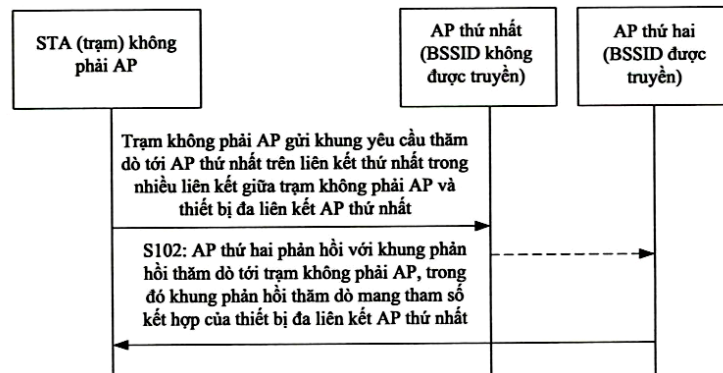 STA (trạm) không
phải AP
AP thứ nhất
(BSSID không
được truyền)
AP thứ hai
(BSSID được
truyền)
Trạm không phải AP gửi khung yêu cầu thăm
dò tới AP thứ nhất trên liên kết thứ nhất trong
nhiều liên kết giữa trạm không phải AP và
thiết bị đa liên kết AP thứ nhất
S102: AP thứ hai phản hồi với khung phản
hồi thăm dò tới trạm không phải AP, trong
đó khung phản hồi thăm dò mang tham số
kết hợp của thiết bị đa liên kết AP thứ nhất